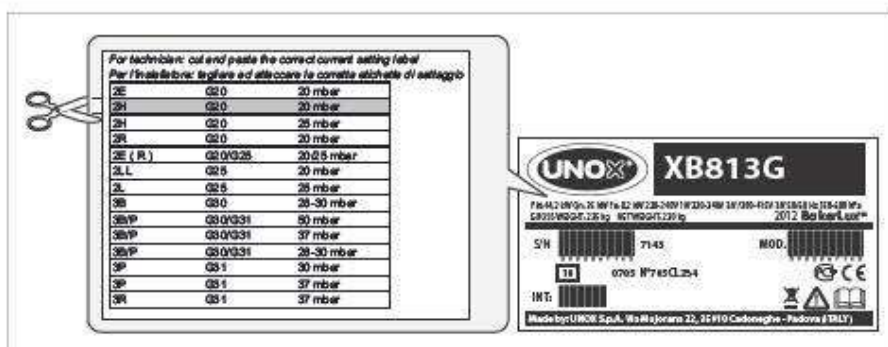 For technician: cut and paste the correct current setting label
Per l'installatore: tagliare ed attaccare la corretta etichetta di settaggio
2E G20 20 mbar
2H G20 20 mbar
2H G20 25 mbar
2R G20 20 mbar
2E ( R ) G20/G25 20/25 mbar
2LL G25 20 mbar
2L G25 25 mbar
3B G30 28-30 mbar
3B/P G30/G31 50 mbar
3B/P G30/G31 37 mbar
3B/P G30/G31 28-30 mbar
3P G31 30 mbar
3P G31 37 mbar
3R G31 37 mbar
UNOX XB813G
2012 BakerLux™
S/N 7143 MOD.
0705
INT:
Made by: UNOX S.p.A. Via Majorana 22, 35010 Cadoneghe - Padova (ITALY)